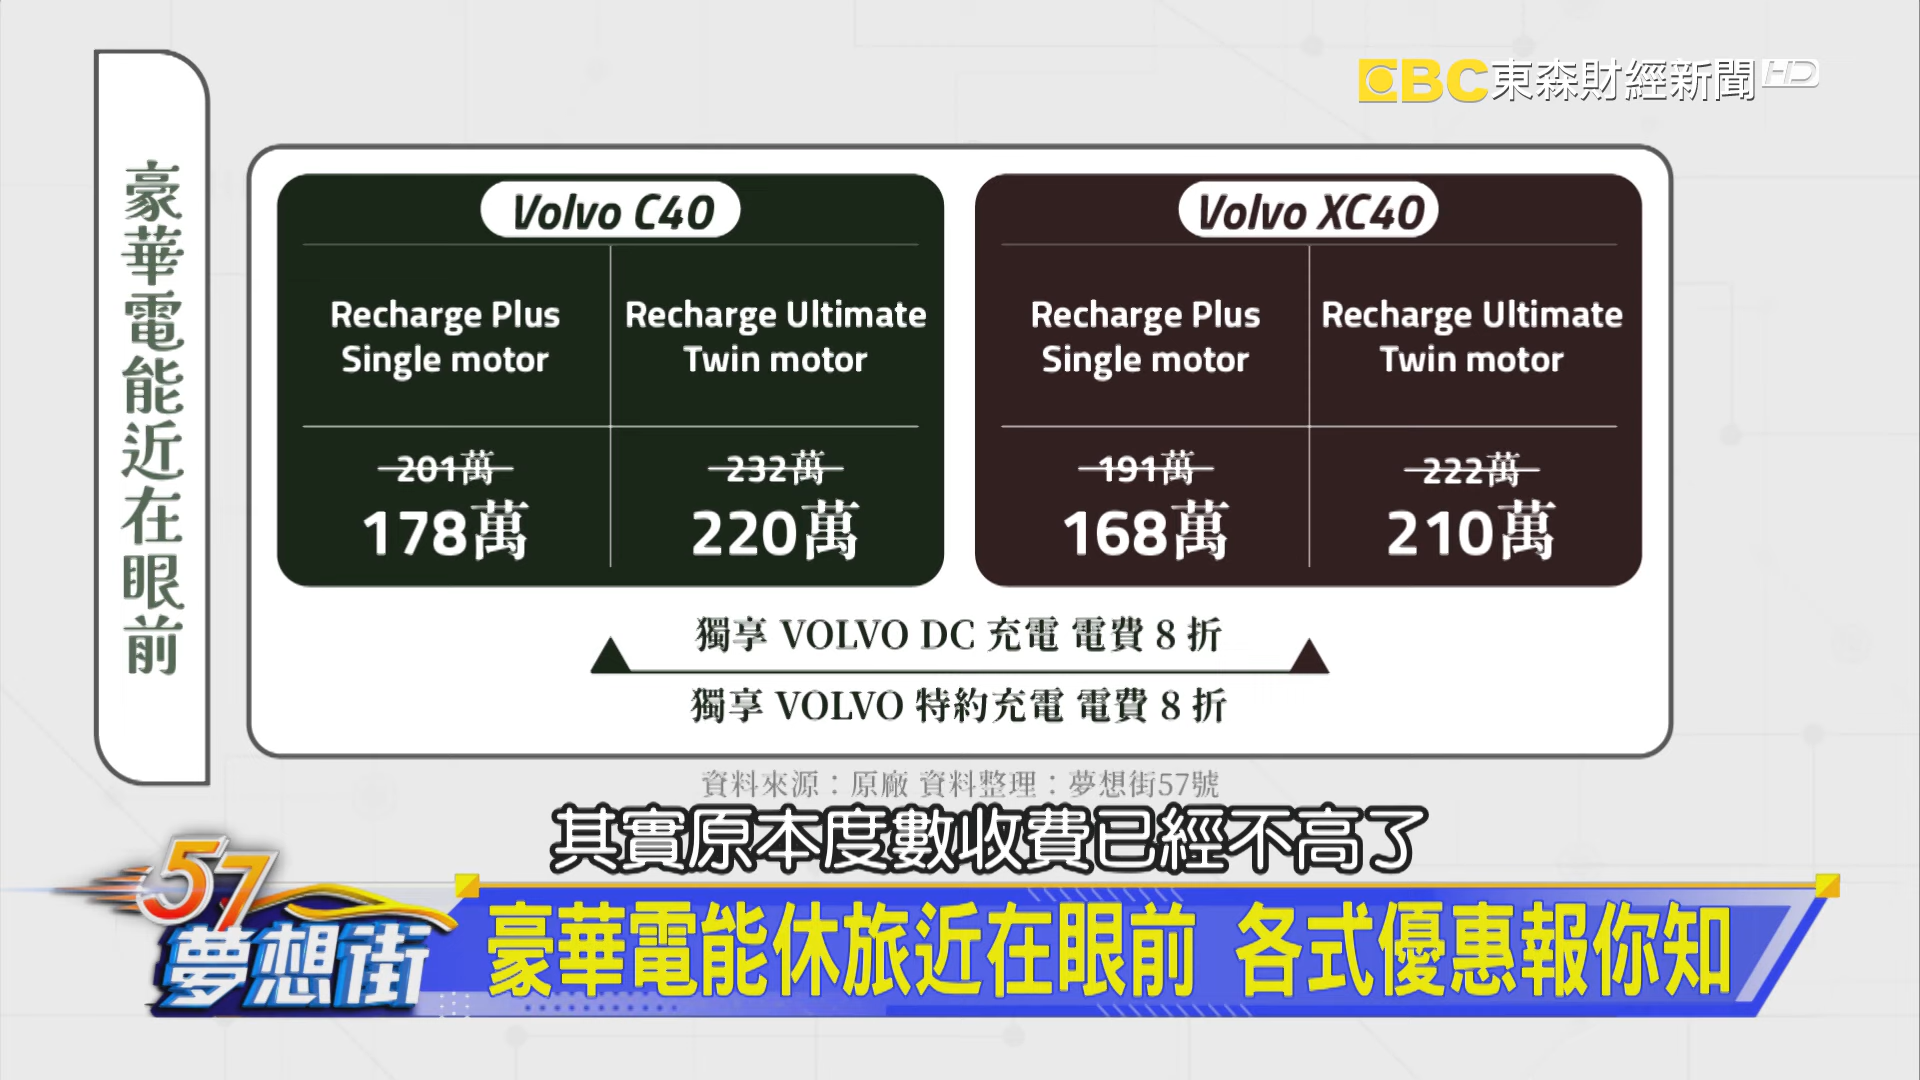 EBC東森財經新聞HD
豪華電能近在眼前
Volvo C40
Recharge Plus
Single motor
Recharge Ultimate
Twin motor
201萬
178萬
232萬
220萬
Volvo XC40
Recharge Plus
Single motor
Recharge Ultimate
Twin motor
191萬
168萬
222萬
210萬
獨享 VOLVO DC 充電 電費 8 折
獨享 VOLVO 特約充電 電費 8 折
資料來源：原廠 資料整理：夢想街57號
其實原本度數收費已經不高了
57
夢想街
豪華電能休旅近在眼前 各式優惠報你知